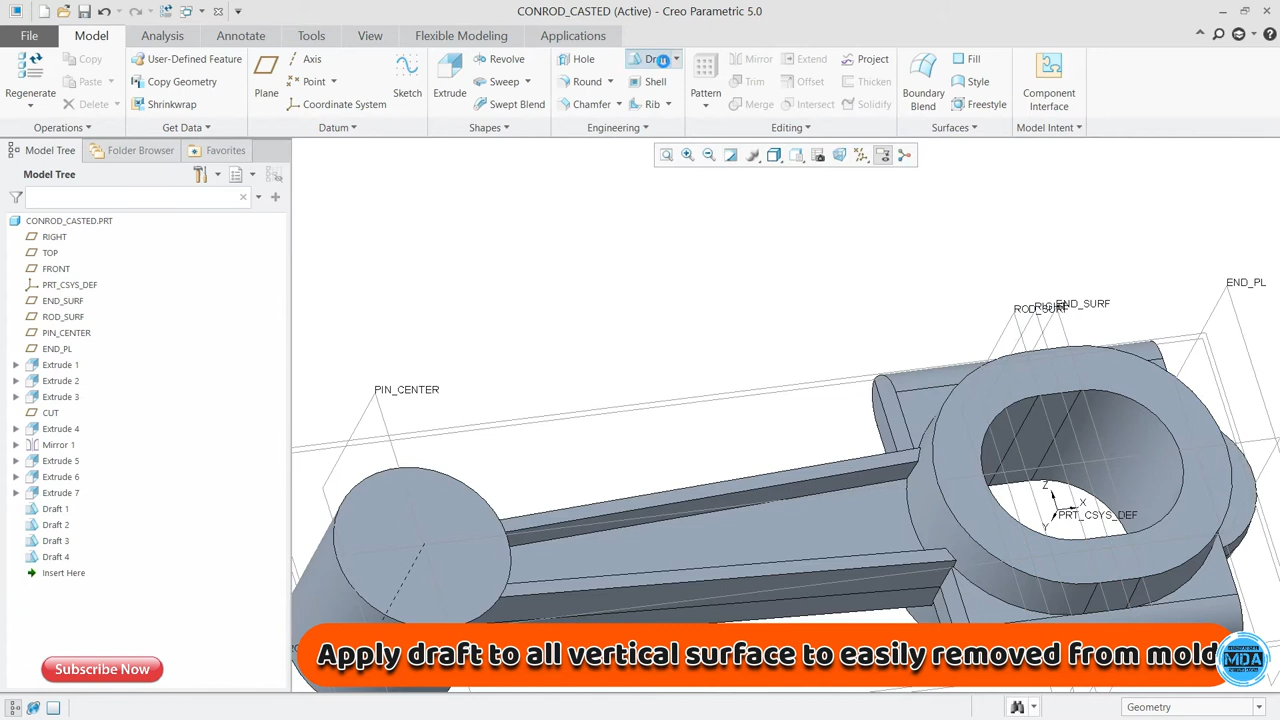 CONROD_CASTED (Active) - Creo Parametric 5.0
File Model Analysis Annotate Tools View Flexible Modeling Applications
Regenerate
Copy
Paste
Delete
Operations
User-Defined Feature
Copy Geometry
Shrinkwrap
Get Data
Plane
Axis
Point
Coordinate System
Sketch
Datum
Extrude
Revolve
Sweep
Swept Blend
Shapes
Hole
Round
Chamfer
Dr
Shell
Rib
Engineering
Pattern
Mirror
Trim
Merge
Extend
Offset
Intersect
Project
Thicken
Solidify
Editing
Boundary
Blend
Fill
Style
Freestyle
Surfaces
Component
Interface
Model Intent
Model Tree Folder Browser Favorites
Model Tree
CONROD_CASTED.PRT
RIGHT
TOP
FRONT
PRT_CSYS_DEF
END_SURF
ROD_SURF
PIN_CENTER
END_PL
Extrude 1
Extrude 2
Extrude 3
CUT
Extrude 4
Mirror 1
Extrude 5
Extrude 6
Extrude 7
Draft 1
Draft 2
Draft 3
Draft 4
Insert Here
END_PL
ROD_SURF
RIGHT
END_SURF
PIN_CENTER
Z
X
Y
PRT_CSYS_DEF
Apply draft to all vertical surface to easily removed from mold
MDA
Subscribe Now
Geometry